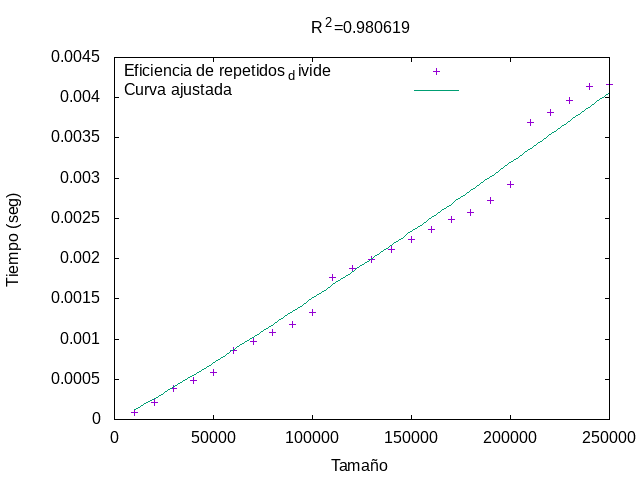 R2=0.980619
0.0045
Eficiencia de repetidosdivide
0.004
Curva ajustada
0.0035
0.003
0.0025
0.002
0.0015
0.001
0.0005
0
Tiempo (seg)
0 50000 100000 150000 200000 250000
Tamaño